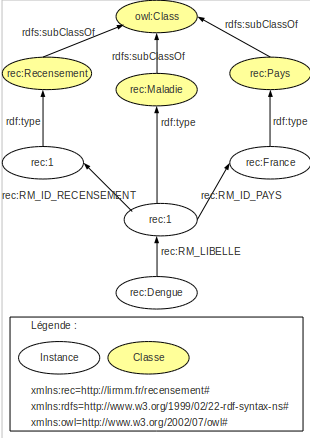 owl:Class
rdfs:subClassOf
rdfs:subClassOf
rdfs:subClassOf
rec:Recensement
rec:Maladie
rec:Pays
rdf:type
rdf:type
rdf:type
rec:1
rec:France
rec:RM_ID_RECENSEMENT
rec:RM_ID_PAYS
rec:1
rec:RM_LIBELLE
rec:Dengue
Légende :
Instance
Classe
xmlns:rec=http://lirmm.fr/recensement#
xmlns:rdfs=http://www.w3.org/1999/02/22-rdf-syntax-ns#
xmlns:owl=http://www.w3.org/2002/07/owl#